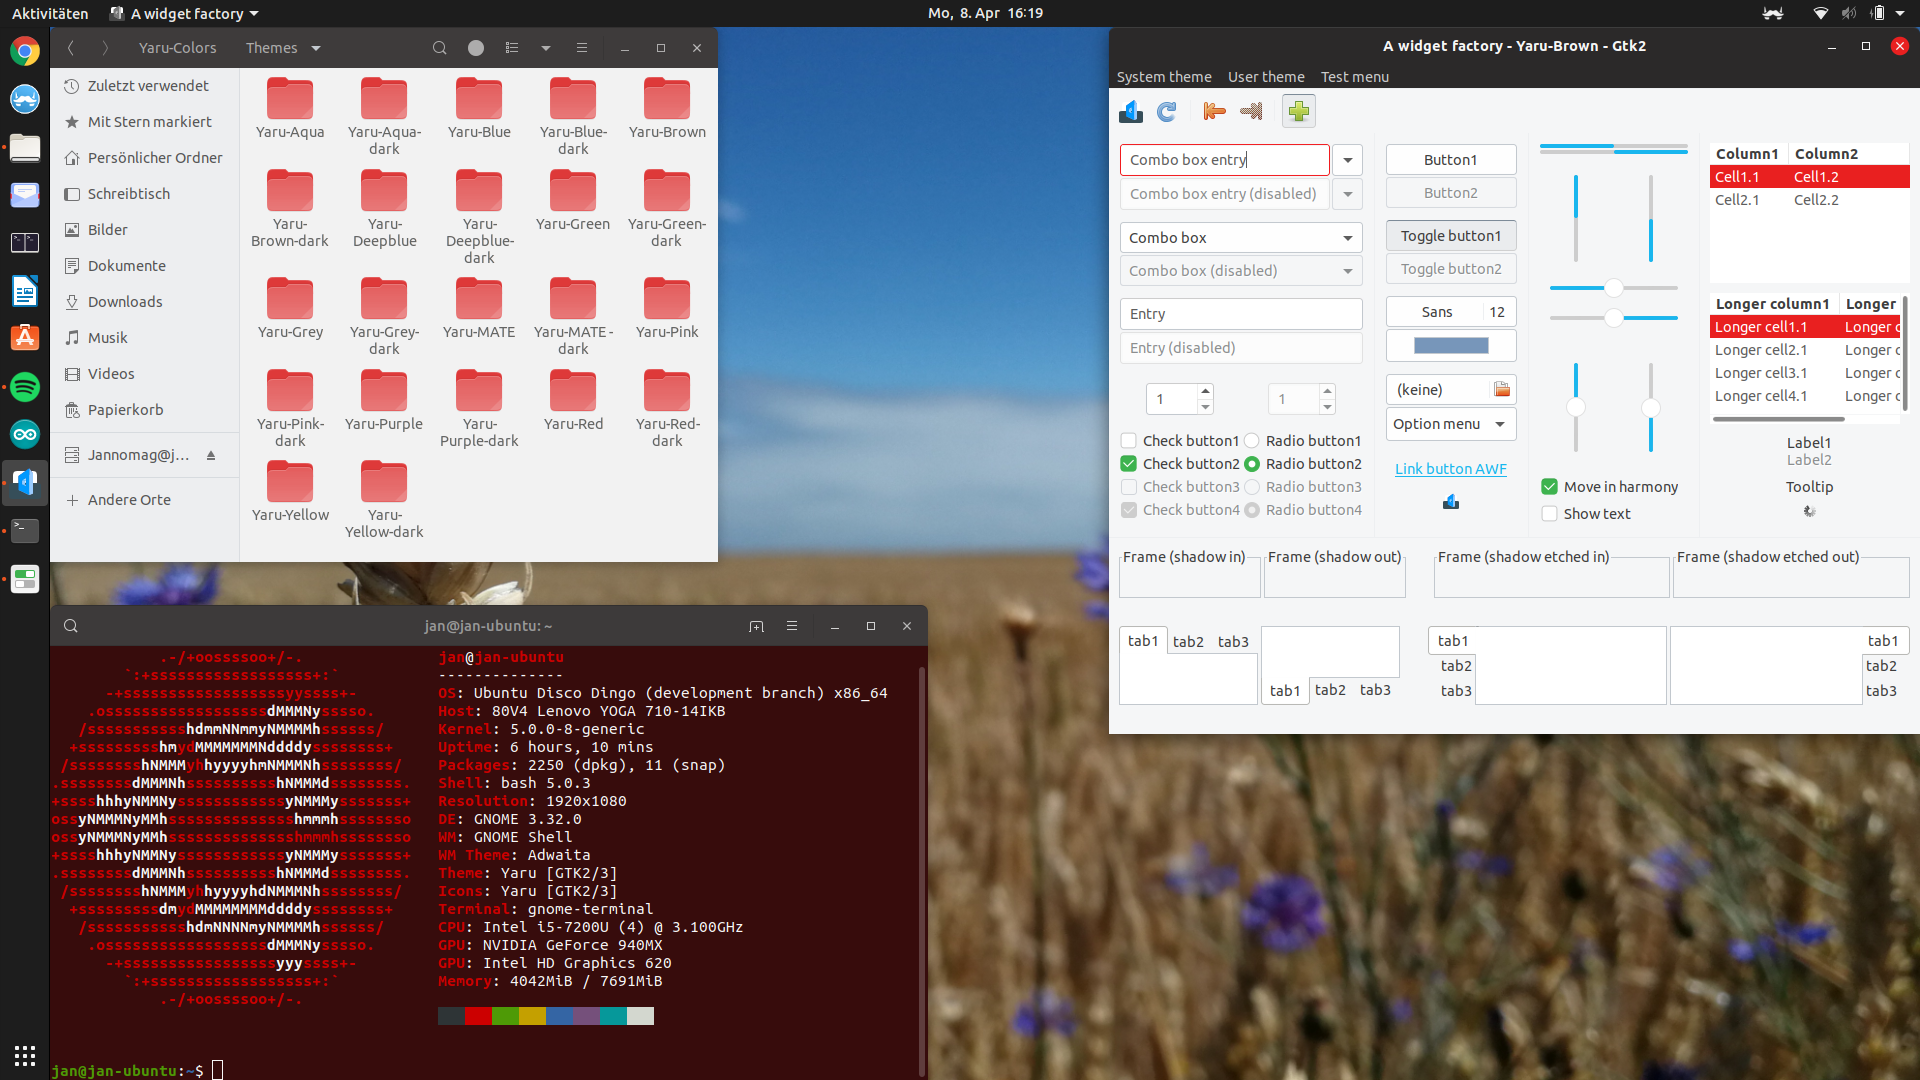 Aktivitäten A widget factory Mo, 8. Apr 16:19
Yaru-Colors Themes
Zuletzt verwendet
Mit Stern markiert
Persönlicher Ordner
Schreibtisch
Bilder
Dokumente
Downloads
Musik
Videos
Papierkorb
Jannomag@j...
Andere Orte
Yaru-Aqua
Yaru-Aqua-dark
Yaru-Blue
Yaru-Blue-dark
Yaru-Brown
Yaru-Brown-dark
Yaru-Deepblue
Yaru-Deepblue-dark
Yaru-Green
Yaru-Green-dark
Yaru-Grey
Yaru-Grey-dark
Yaru-MATE
Yaru-MATE-dark
Yaru-Pink
Yaru-Pink-dark
Yaru-Purple
Yaru-Purple-dark
Yaru-Red
Yaru-Red-dark
Yaru-Yellow
Yaru-Yellow-dark
jan@jan-ubuntu: ~
jan@jan-ubuntu
--------------
OS: Ubuntu Disco Dingo (development branch) x86_64
Host: 80V4 Lenovo YOGA 710-14IKB
Kernel: 5.0.0-8-generic
Uptime: 6 hours, 10 mins
Packages: 2250 (dpkg), 11 (snap)
Shell: bash 5.0.3
Resolution: 1920x1080
DE: GNOME 3.32.0
WM: GNOME Shell
WM Theme: Adwaita
Theme: Yaru [GTK2/3]
Icons: Yaru [GTK2/3]
Terminal: gnome-terminal
CPU: Intel i5-7200U (4) @ 3.100GHz
GPU: NVIDIA GeForce 940MX
GPU: Intel HD Graphics 620
Memory: 4042MiB / 7691MiB
jan@jan-ubuntu:~$
A widget factory - Yaru-Brown - Gtk2
System theme User theme Test menu
Combo box entry
Combo box entry (disabled)
Combo box
Combo box (disabled)
Entry
Entry (disabled)
1 1
Check button1 Radio button1
Check button2 Radio button2
Check button3 Radio button3
Check button4 Radio button4
Button1
Button2
Toggle button1
Toggle button2
Sans 12
(keine)
Option menu
Link button AWF
Move in harmony
Show text
Column1 Column2
Cell1.1 Cell1.2
Cell2.1 Cell2.2
Longer column1 Longer
Longer cell1.1 Longer c
Longer cell2.1 Longer c
Longer cell3.1 Longer c
Longer cell4.1 Longer c
Label1
Label2
Tooltip
Frame (shadow in) Frame (shadow out) Frame (shadow etched in) Frame (shadow etched out)
tab1 tab2 tab3
tab1 tab2 tab3
tab1
tab2
tab3
tab1
tab2
tab3